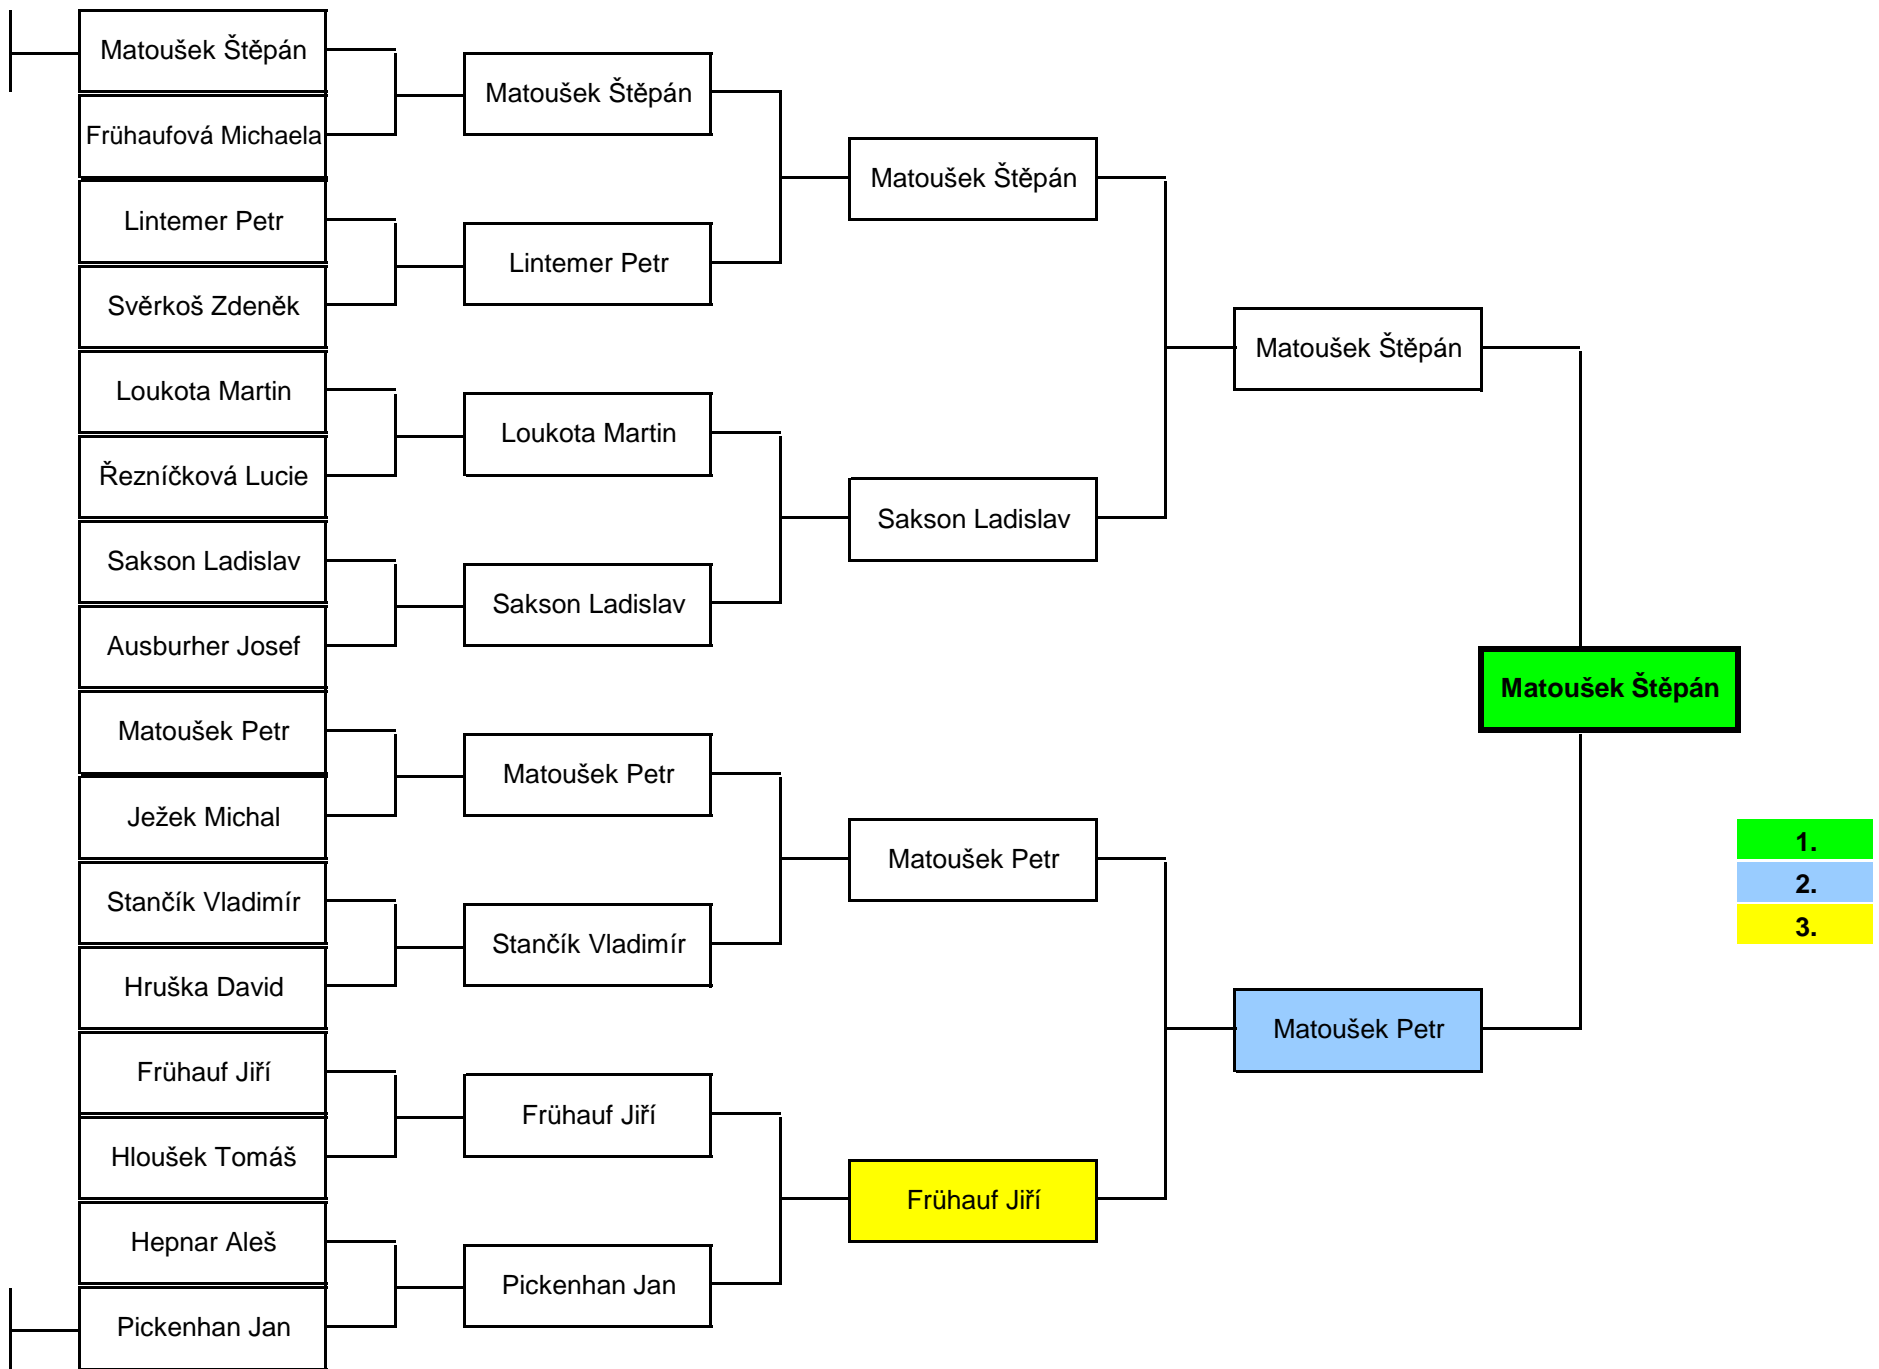 Matoušek Štěpán
Frühaufová Michaela
Lintemer Petr
Svěrkoš Zdeněk
Loukota Martin
Řezníčková Lucie
Sakson Ladislav
Ausburher Josef
Matoušek Petr
Ježek Michal
Stančík Vladimír
Hruška David
Frühauf Jiří
Hloušek Tomáš
Hepnar Aleš
Pickenhan Jan
Matoušek Štěpán
Lintemer Petr
Loukota Martin
Sakson Ladislav
Matoušek Petr
Stančík Vladimír
Frühauf Jiří
Pickenhan Jan
Matoušek Štěpán
Sakson Ladislav
Matoušek Petr
Frühauf Jiří
Matoušek Štěpán
Matoušek Petr
Matoušek Štěpán
1.
2.
3.